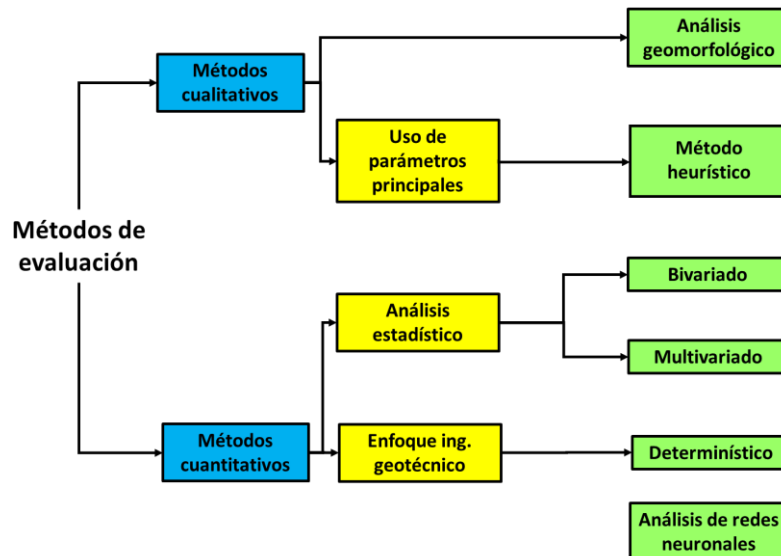 Análisis
geomorfológico
Métodos
cualitativos
Uso de
parámetros
principales
Método
heurístico
Métodos de
evaluación
Bivariado
Análisis
estadístico
Multivariado
Métodos
cuantitativos
Enfoque ing.
geotécnico
Determinístico
Análisis de redes
neuronales